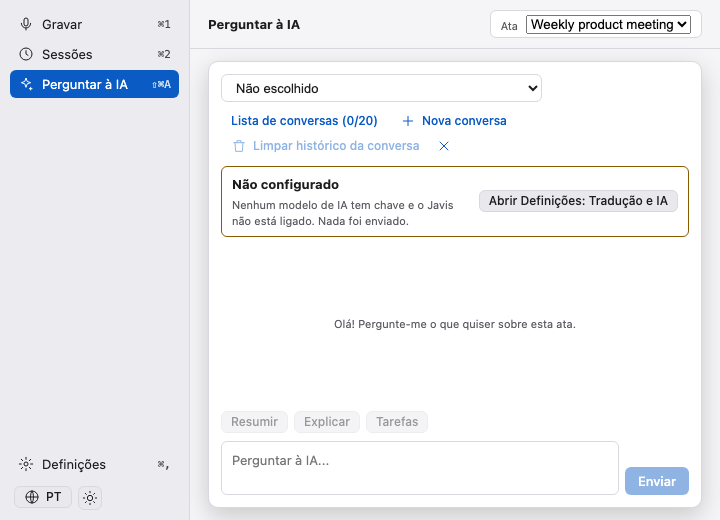 Gravar ⌘1
Sessões ⌘2
Perguntar à IA ⇧⌘A
Definições ⌘,
PT
Perguntar à IA
Ata Weekly product meeting
Não escolhido
Lista de conversas (0/20) + Nova conversa
Limpar histórico da conversa
Não configurado
Nenhum modelo de IA tem chave e o Javis
não está ligado. Nada foi enviado.
Abrir Definições: Tradução e IA
Olá! Pergunte-me o que quiser sobre esta ata.
Resumir Explicar Tarefas
Perguntar à IA...
Enviar